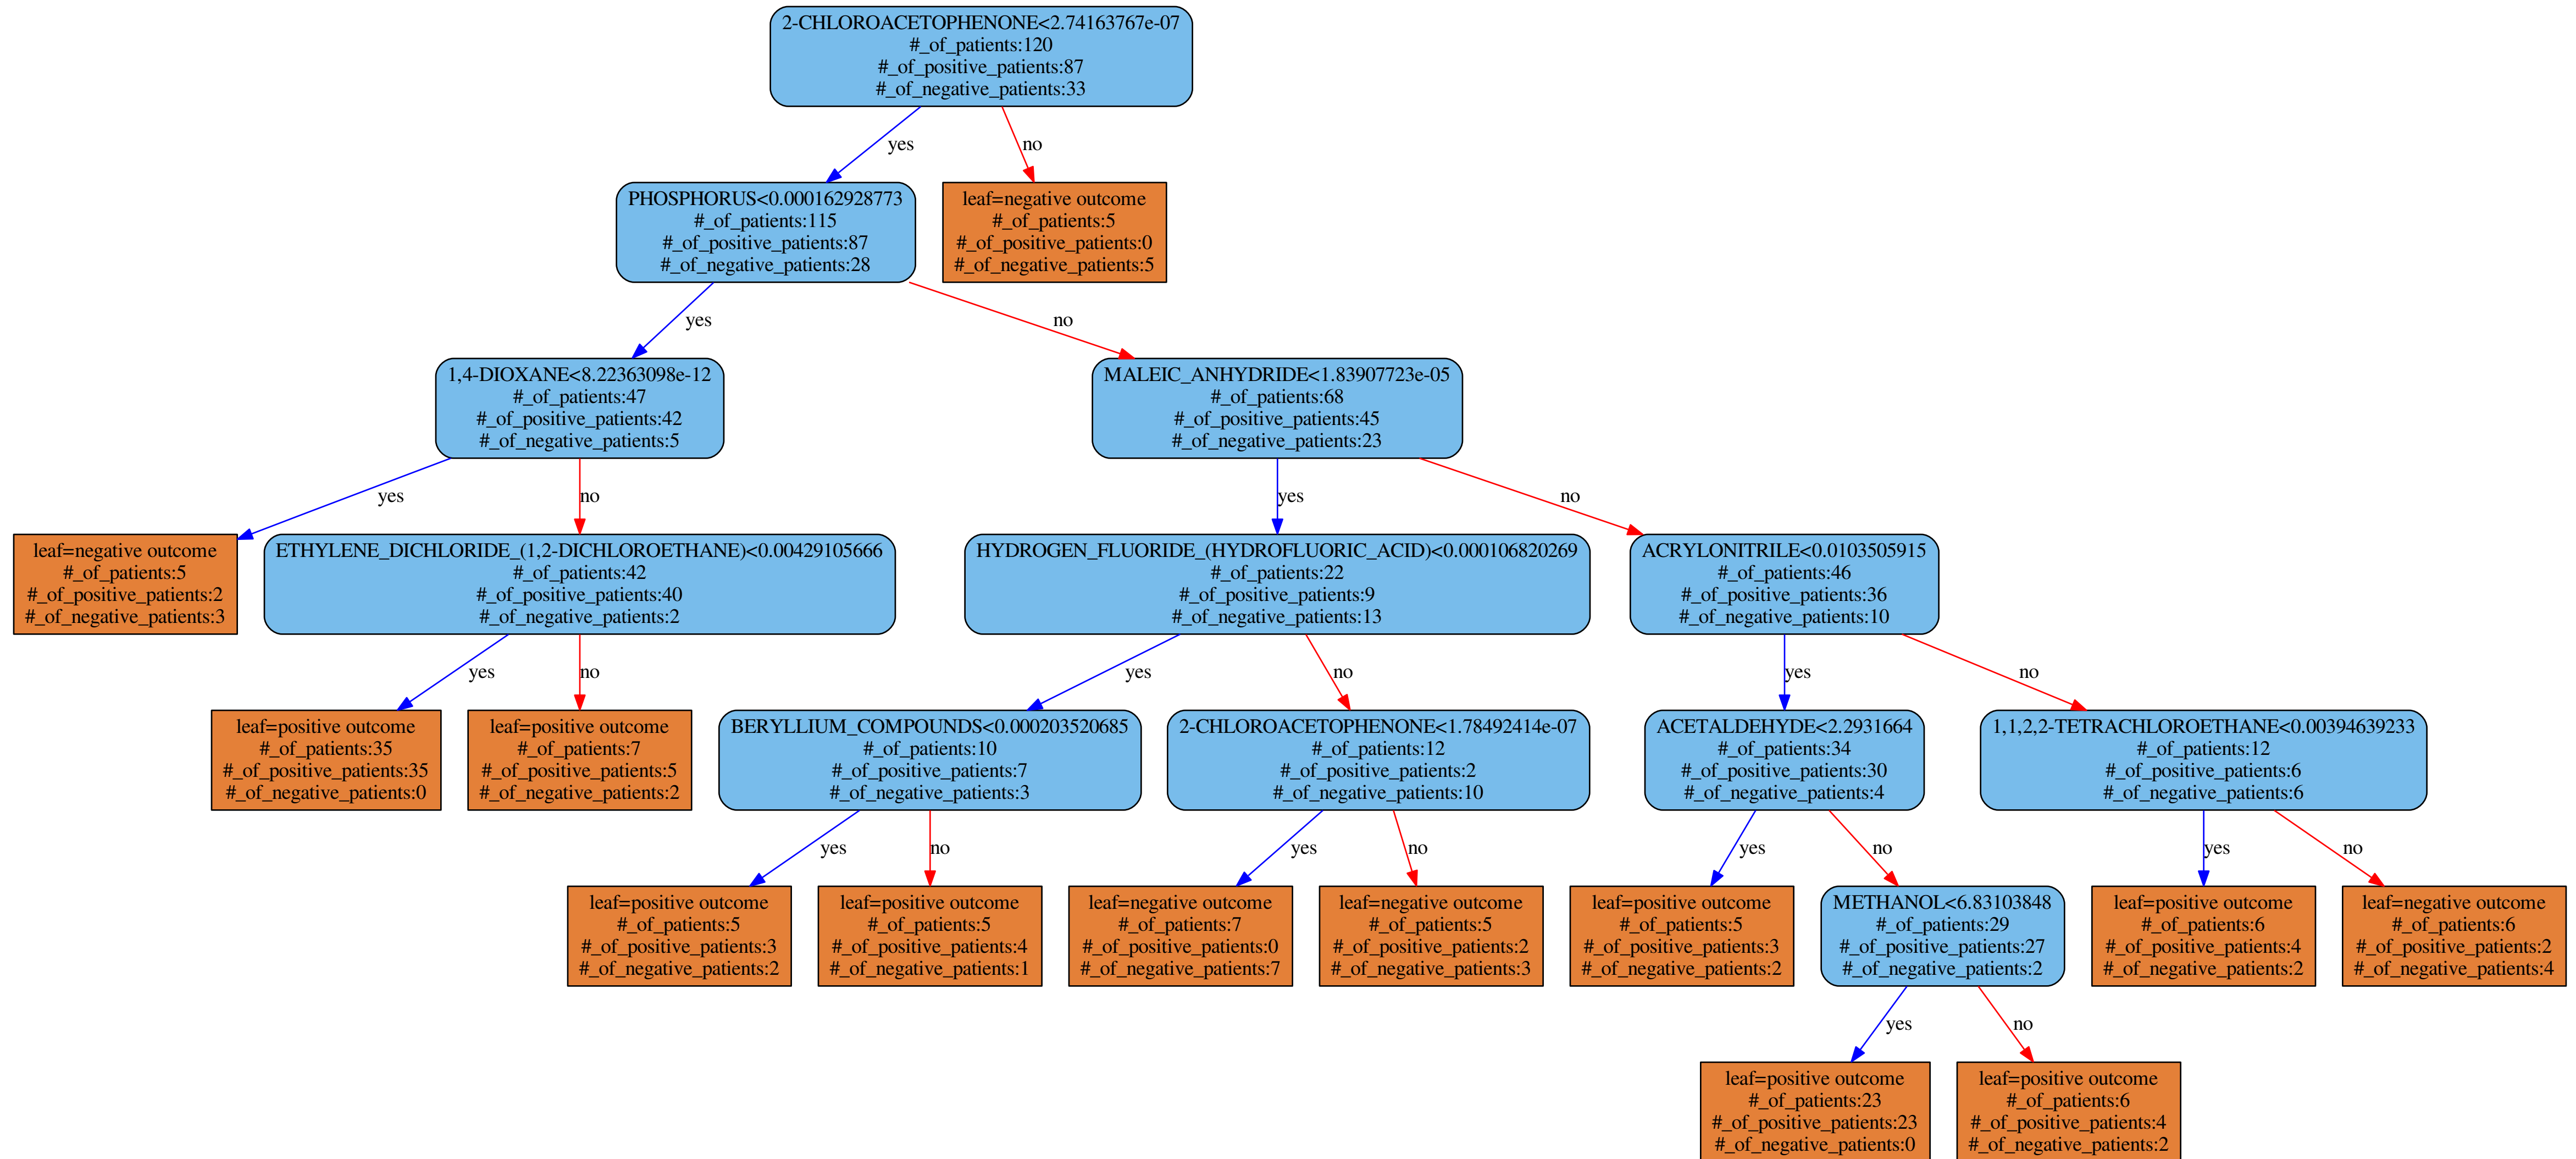 2-CHLOROACETOPHENONE<2.74163767e-07
#_of_patients:120
#_of_positive_patients:87
#_of_negative_patients:33
yes
no
PHOSPHORUS<0.000162928773
#_of_patients:115
#_of_positive_patients:87
#_of_negative_patients:28
leaf=negative outcome
#_of_patients:5
#_of_positive_patients:0
#_of_negative_patients:5
yes
no
1,4-DIOXANE<8.22363098e-12
#_of_patients:47
#_of_positive_patients:42
#_of_negative_patients:5
MALEIC_ANHYDRIDE<1.83907723e-05
#_of_patients:68
#_of_positive_patients:45
#_of_negative_patients:23
yes
no
yes
no
leaf=negative outcome
#_of_patients:5
#_of_positive_patients:2
#_of_negative_patients:3
ETHYLENE_DICHLORIDE_(1,2-DICHLOROETHANE)<0.00429105666
#_of_patients:42
#_of_positive_patients:40
#_of_negative_patients:2
HYDROGEN_FLUORIDE_(HYDROFLUORIC_ACID)<0.000106820269
#_of_patients:22
#_of_positive_patients:9
#_of_negative_patients:13
ACRYLONITRILE<0.0103505915
#_of_patients:46
#_of_positive_patients:36
#_of_negative_patients:10
yes
no
yes
no
yes
no
leaf=positive outcome
#_of_patients:35
#_of_positive_patients:35
#_of_negative_patients:0
leaf=positive outcome
#_of_patients:7
#_of_positive_patients:5
#_of_negative_patients:2
BERYLLIUM_COMPOUNDS<0.000203520685
#_of_patients:10
#_of_positive_patients:7
#_of_negative_patients:3
2-CHLOROACETOPHENONE<1.78492414e-07
#_of_patients:12
#_of_positive_patients:2
#_of_negative_patients:10
ACETALDEHYDE<2.2931664
#_of_patients:34
#_of_positive_patients:30
#_of_negative_patients:4
1,1,2,2-TETRACHLOROETHANE<0.00394639233
#_of_patients:12
#_of_positive_patients:6
#_of_negative_patients:6
yes
no
yes
no
yes
no
yes
no
leaf=positive outcome
#_of_patients:5
#_of_positive_patients:3
#_of_negative_patients:2
leaf=positive outcome
#_of_patients:5
#_of_positive_patients:4
#_of_negative_patients:1
leaf=negative outcome
#_of_patients:7
#_of_positive_patients:0
#_of_negative_patients:7
leaf=negative outcome
#_of_patients:5
#_of_positive_patients:2
#_of_negative_patients:3
leaf=positive outcome
#_of_patients:5
#_of_positive_patients:3
#_of_negative_patients:2
METHANOL<6.83103848
#_of_patients:29
#_of_positive_patients:27
#_of_negative_patients:2
leaf=positive outcome
#_of_patients:6
#_of_positive_patients:4
#_of_negative_patients:2
leaf=negative outcome
#_of_patients:6
#_of_positive_patients:2
#_of_negative_patients:4
yes
no
leaf=positive outcome
#_of_patients:23
#_of_positive_patients:23
#_of_negative_patients:0
leaf=positive outcome
#_of_patients:6
#_of_positive_patients:4
#_of_negative_patients:2